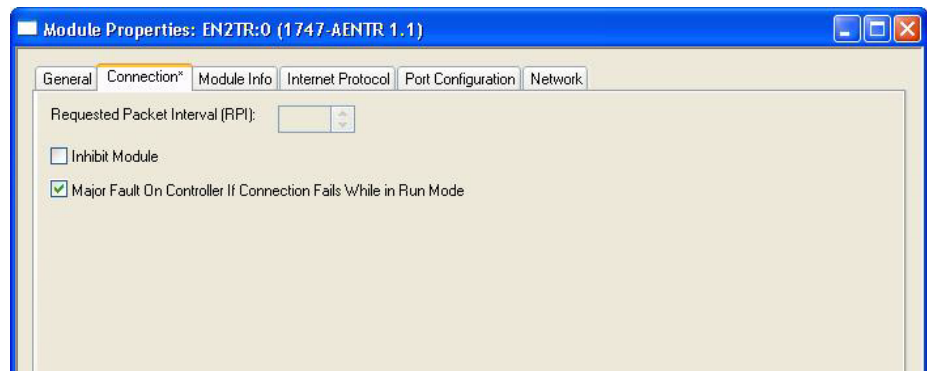 Module Properties: EN2TR:0 (1747-AENTR 1.1)
General Connection* Module Info Internet Protocol Port Configuration Network
Requested Packet Interval (RPI):
Inhibit Module
Major Fault On Controller If Connection Fails While in Run Mode